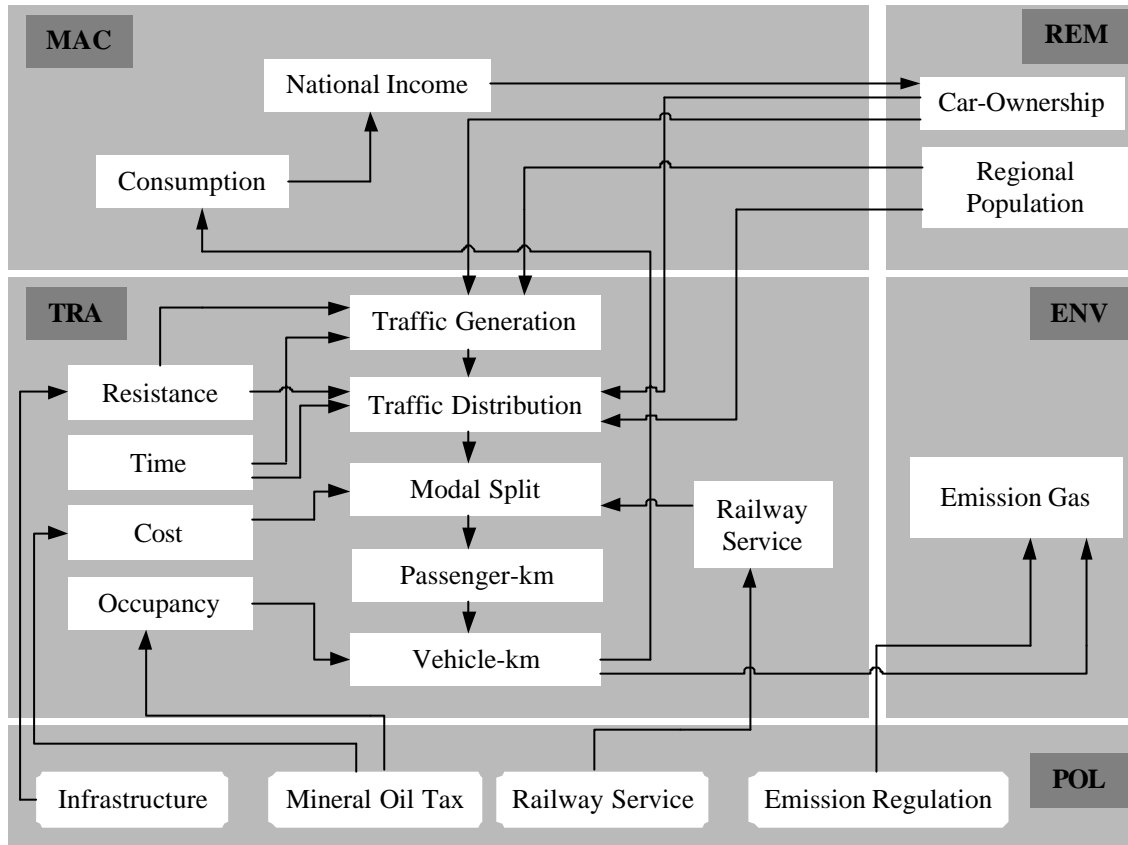 MAC
REM
National Income
Car-Ownership
Consumption
Regional
Population
TRA
ENV
Traffic Generation
Resistance
Traffic Distribution
Time
Modal Split
Railway
Service
Emission Gas
Cost
Passenger-km
Occupancy
Vehicle-km
POL
Infrastructure
Mineral Oil Tax
Railway Service
Emission Regulation